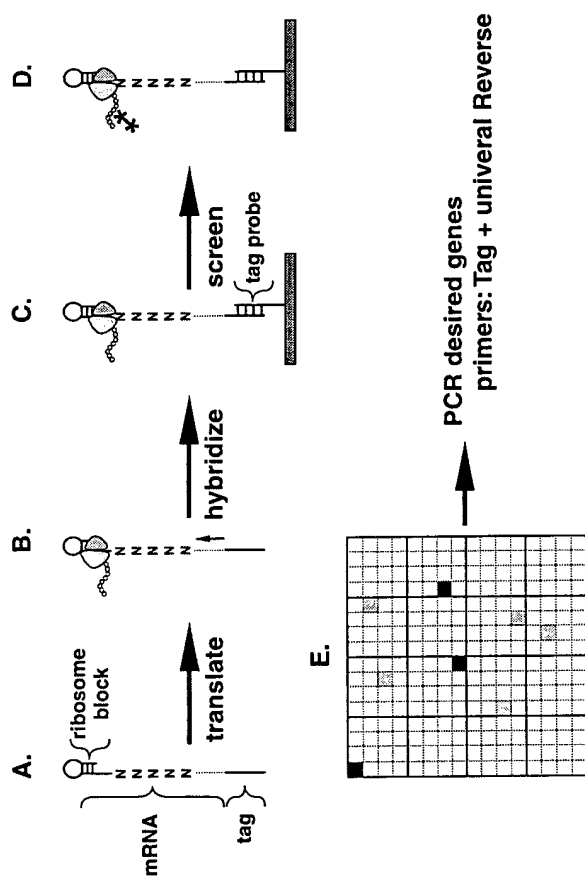 A.
ribosome
block
N
N
N
N
N
mRNA
tag
translate
B.
N
N
N
N
N
hybridize
C.
N
N
N
N
N
tag probe
screen
D.
N
N
N
N
N
E.
PCR desired genes
primers: Tag + univeral Reverse